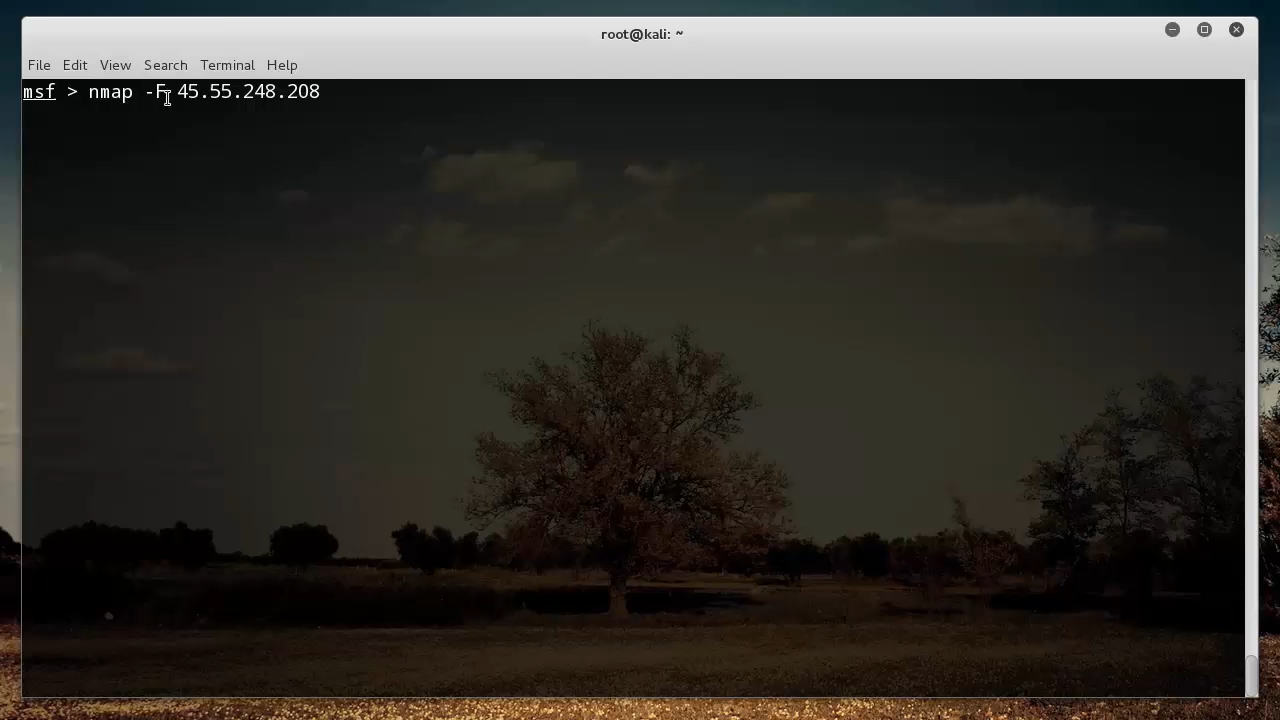 root@kali: ~
File Edit View Search Terminal Help
msf > nmap -F 45.55.248.208